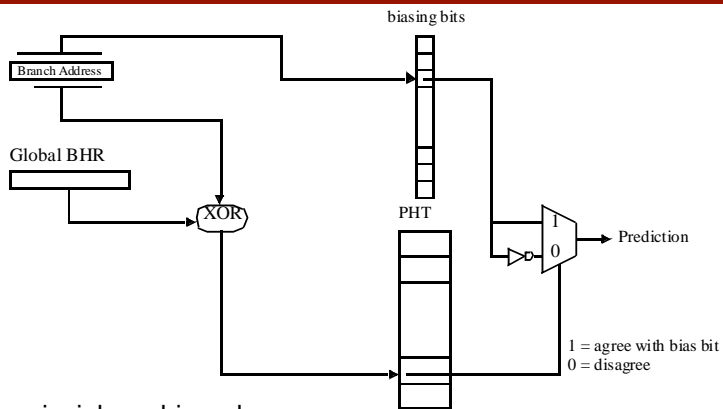 biasing bits
Branch Address
Global BHR
XOR
PHT
1
0
Prediction
1 = agree with bias bit
0 = disagree